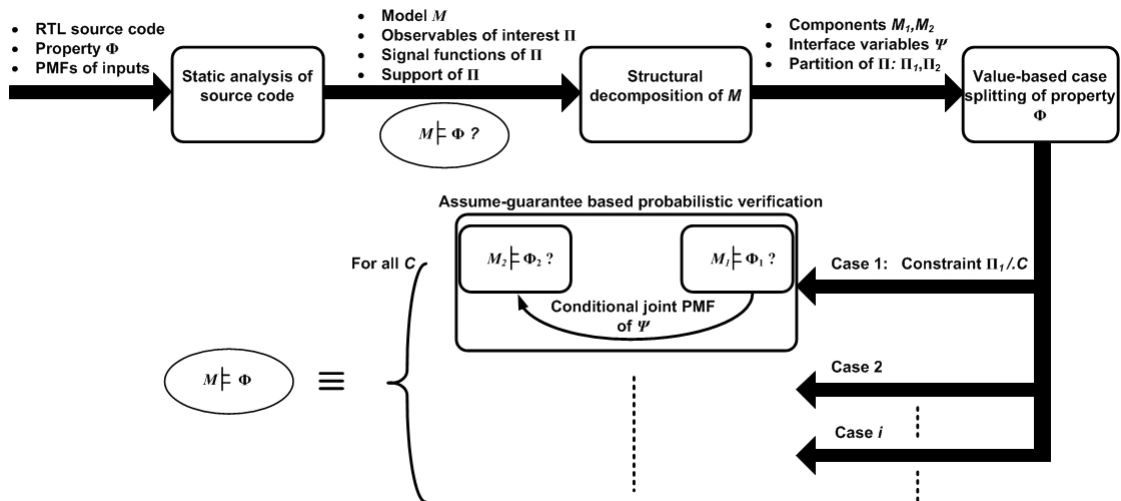 • RTL source code
• Property Φ
• PMFs of inputs
Static analysis of
source code
• Model M
• Observables of interest Π
• Signal functions of Π
• Support of Π
M ⊨ Φ ?
Structural
decomposition of M
• Components M₁,M₂
• Interface variables Ψ
• Partition of Π: Π₁,Π₂
Value-based case
splitting of property
Φ
Assume-guarantee based probabilistic verification
For all C
M₂ ⊨ Φ₂ ?
M₁ ⊨ Φ₁ ?
Conditional joint PMF
of Ψ
Case 1: Constraint Π₁/.C
Case 2
Case i
M ⊨ Φ
≡